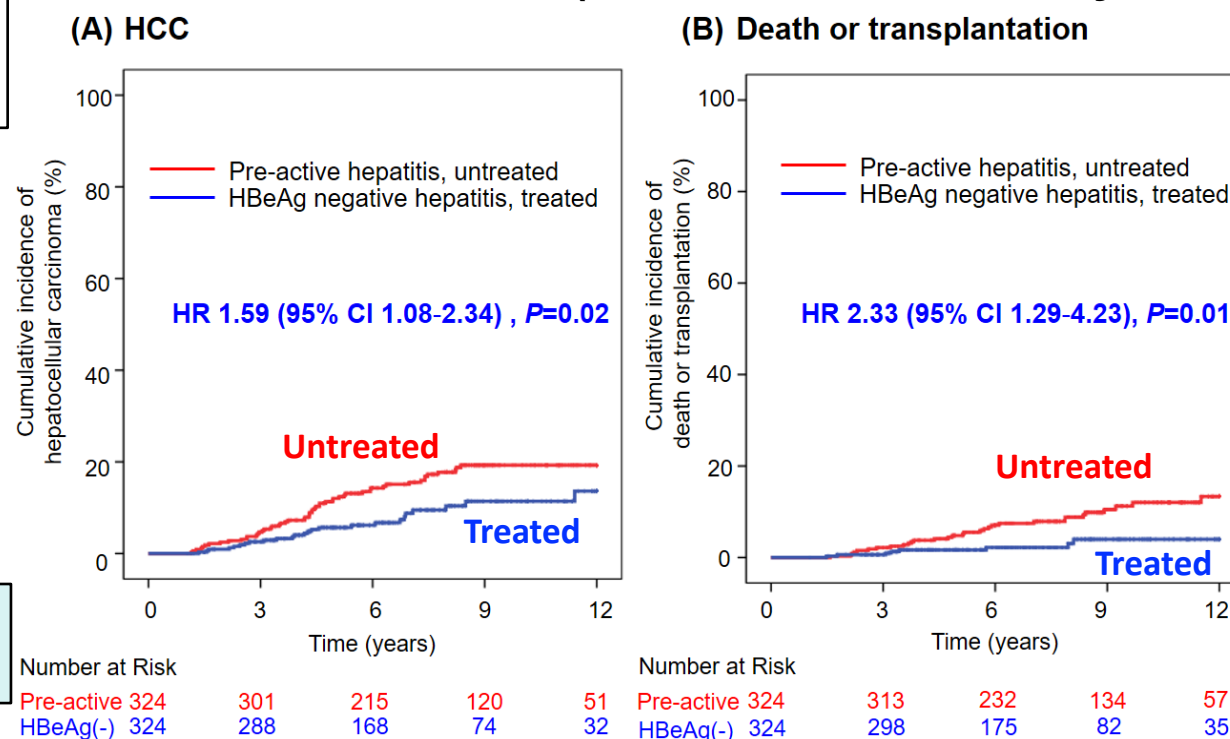 (A) HCC
100
80
60
40
20
0
Cumulative incidence of
hepatocellular carcinoma (%)
Pre-active hepatitis, untreated
HBeAg negative hepatitis, treated
HR 1.59 (95% CI 1.08-2.34) , P=0.02
Untreated
Treated
0 3 6 9 12
Time (years)
Number at Risk
Pre-active 324 301 215 120 51
HBeAg(-) 324 288 168 74 32
(B) Death or transplantation
100
80
60
40
20
0
Cumulative incidence of
death or transplantation (%)
Pre-active hepatitis, untreated
HBeAg negative hepatitis, treated
HR 2.33 (95% CI 1.29-4.23), P=0.01
Untreated
Treated
0 3 6 9 12
Time (years)
Number at Risk
Pre-active 324 313 232 134 57
HBeAg(-) 324 298 175 82 35